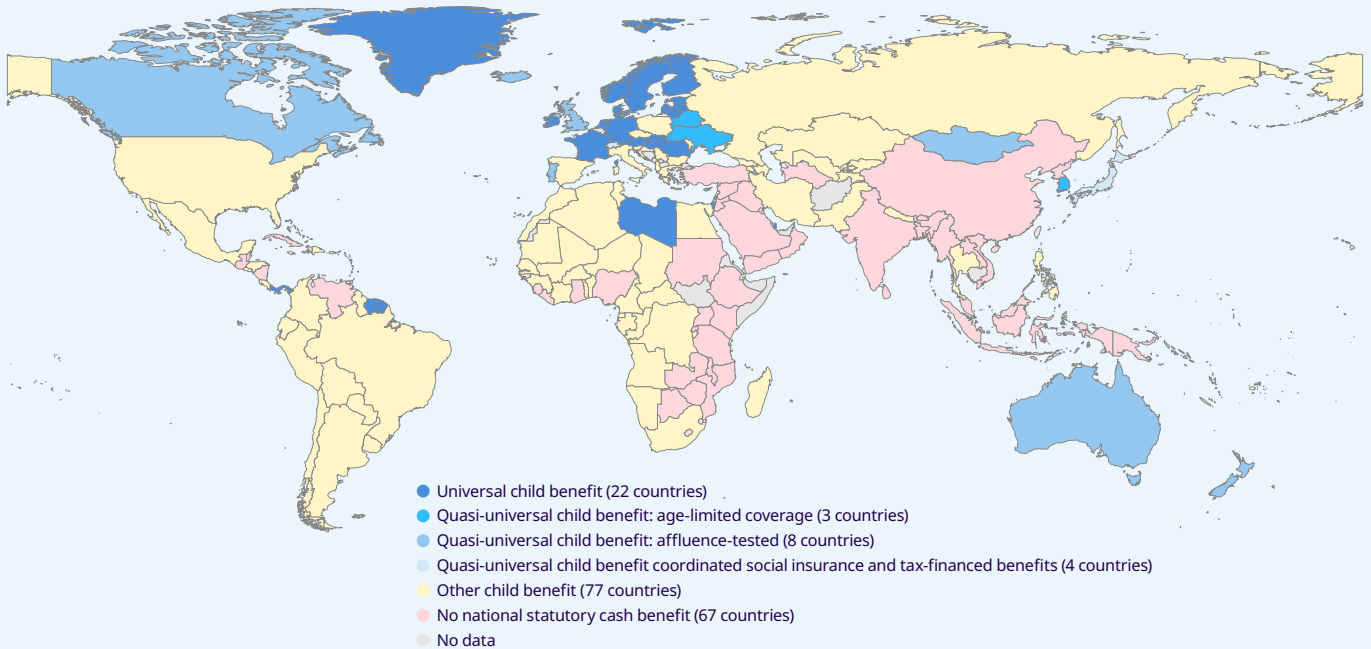 Universal child benefit (22 countries)
Quasi-universal child benefit: age-limited coverage (3 countries)
Quasi-universal child benefit: affluence-tested (8 countries)
Quasi-universal child benefit coordinated social insurance and tax-financed benefits (4 countries)
Other child benefit (77 countries)
No national statutory cash benefit (67 countries)
No data